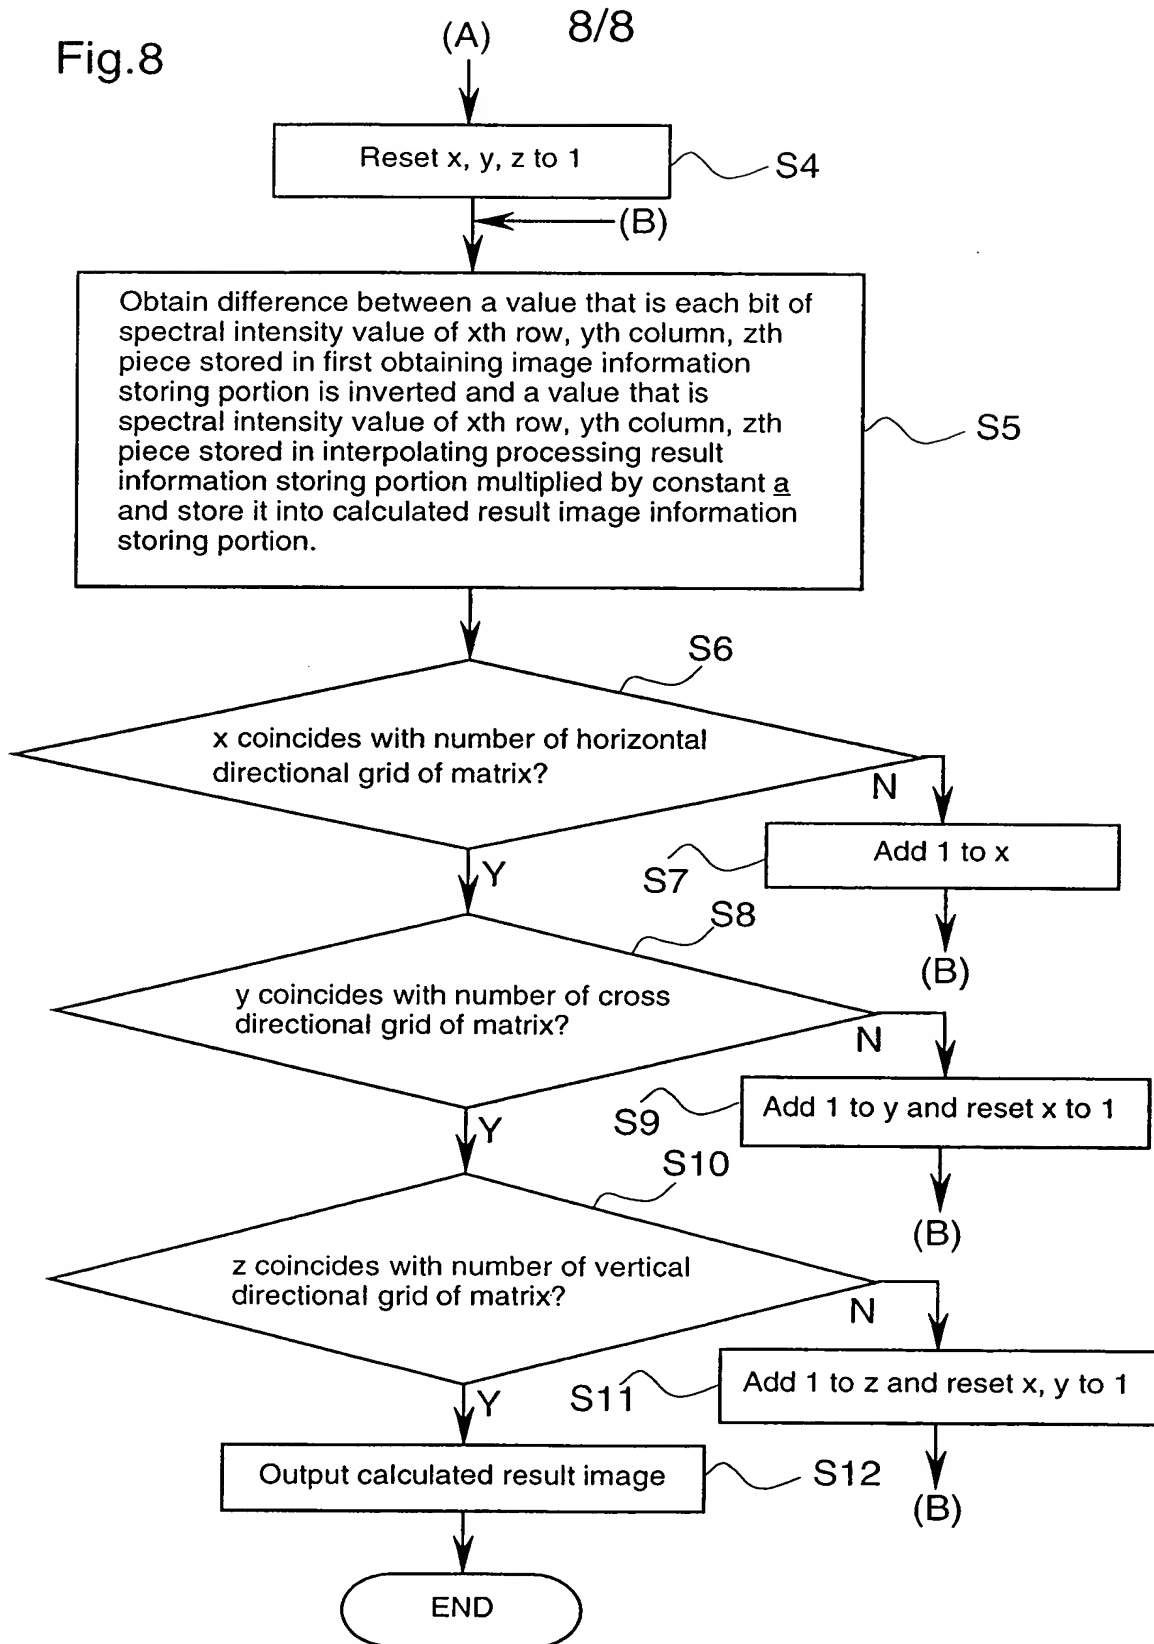 8/8
Fig.8
(A)
Reset x, y, z to 1
S4
(B)
Obtain difference between a value that is each bit of
spectral intensity value of xth row, yth column, zth
piece stored in first obtaining image information
storing portion is inverted and a value that is
spectral intensity value of xth row, yth column, zth
piece stored in interpolating processing result
information storing portion multiplied by constant a
and store it into calculated result image information
storing portion.
S5
S6
x coincides with number of horizontal
directional grid of matrix?
N
Y
Add 1 to x
S7
(B)
S8
y coincides with number of cross
directional grid of matrix?
N
Y
Add 1 to y and reset x to 1
S9
(B)
S10
z coincides with number of vertical
directional grid of matrix?
N
Y
Add 1 to z and reset x, y to 1
S11
(B)
Output calculated result image
S12
END